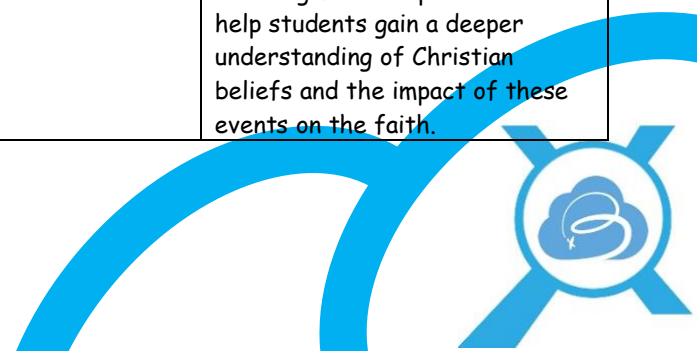 help students gain a deeper
understanding of Christian
beliefs and the impact of these
events on the faith.